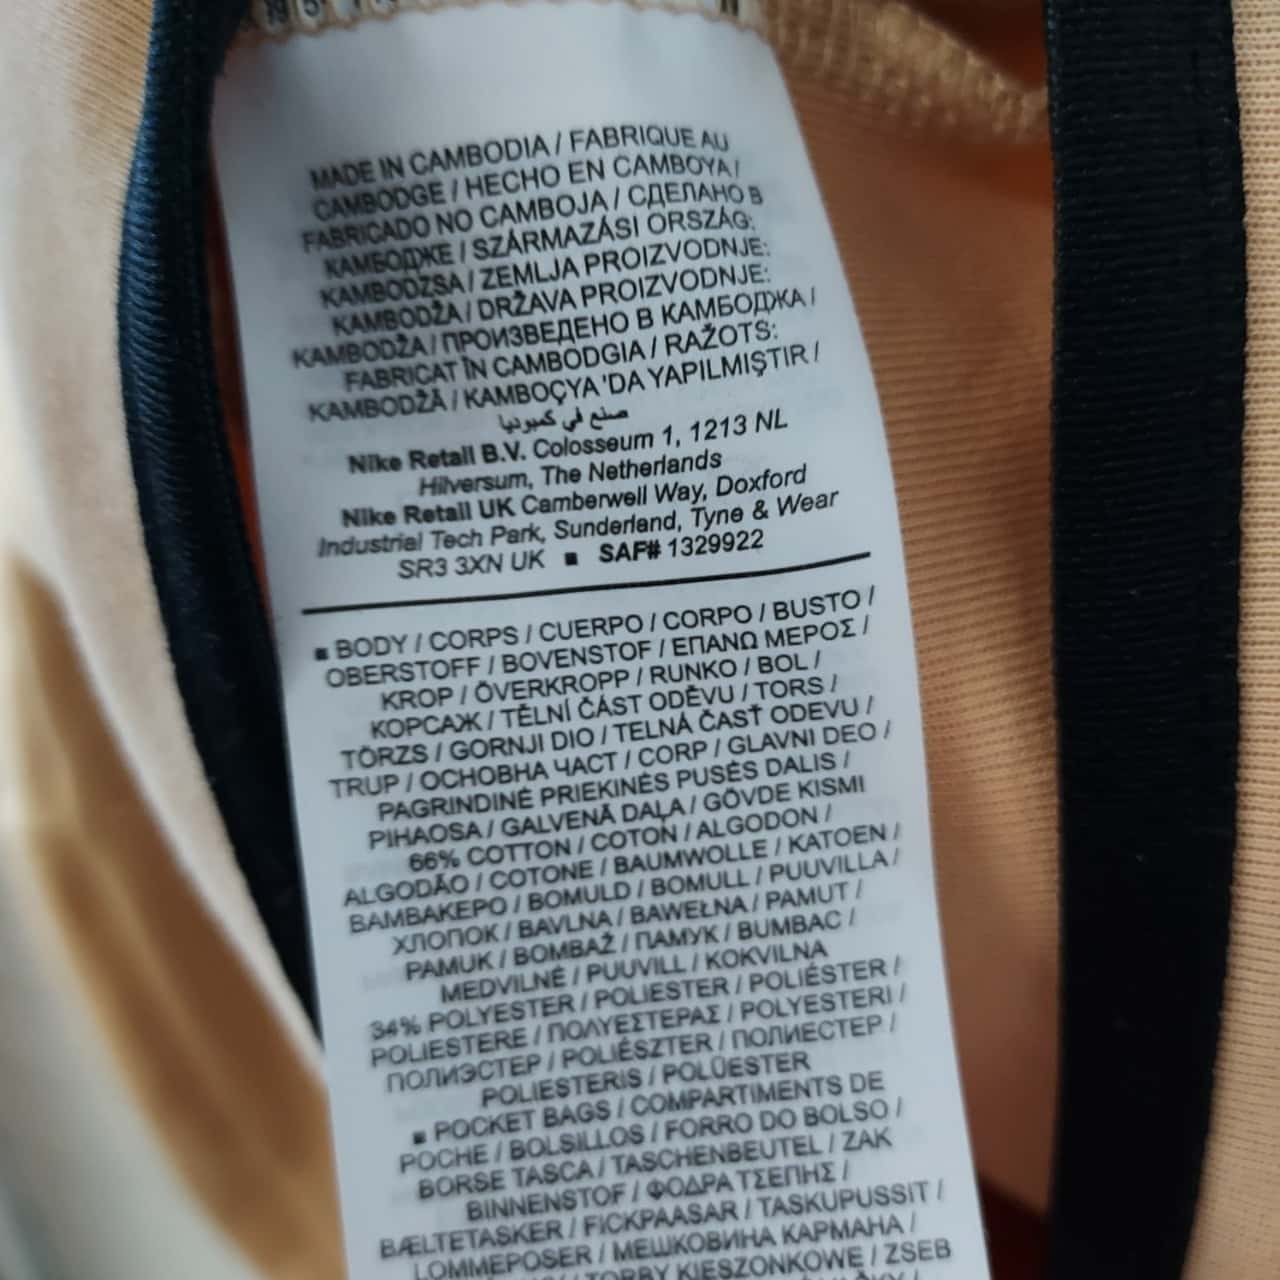 MADE IN CAMBODIA / FABRIQUE AU
CAMBODGE / HECHO EN CAMBOYA /
FABRICADO NO CAMBOJA / СДЕЛАНО В
КАМБОДЖЕ / SZÁRMAZÁSI ORSZÁG:
KAMBODZSA / ZEMLJA PROIZVODNJE:
KAMBODŽA / DRŽAVA PROIZVODNJE:
KAMBODŽA / ПРОИЗВЕДЕНО В КАМБОДЖА /
FABRICAT ÎN CAMBODGIA / RAŽOTS:
KAMBODŽĀ / KAMBOÇYA 'DA YAPILMIŞTIR /
صنع في كمبوديا
Nike Retail B.V. Colosseum 1, 1213 NL
Hilversum, The Netherlands
Nike Retail UK Camberwell Way, Doxford
Industrial Tech Park, Sunderland, Tyne & Wear
SR3 3XN UK ■ SAF# 1329922
■ BODY / CORPS / CUERPO / CORPO / BUSTO /
OBERSTOFF / BOVENSTOF / ΕΠΑΝΩ ΜΕΡΟΣ /
KROP / ÖVERKROPP / RUNKO / BOL /
КОРСАЖ / TĚLNÍ ČÁST ODĚVU / TORS /
TÖRZS / GORNJI DIO / TELNÁ ČASŤ ODEVU /
TRUP / ОСНОВНА ЧАСТ / CORP / GLAVNI DEO /
PAGRINDINĖ PRIEKINĖS PUSĖS DALIS /
PIHAOSA / GALVENĀ DAĻA / GÖVDE KISMI
66% COTTON / COTON / ALGODON /
ALGODÃO / COTONE / BAUMWOLLE / KATOEN /
ΒΑΜΒΑΚΕΡΟ / BOMULD / BOMULL / PUUVILLA /
ХЛОПОК / BAVLNA / BAWEŁNA / PAMUT /
PAMUK / BOMBAŽ / ПАМУК / BUMBAC /
MEDVILNĖ / PUUVILL / KOKVILNA
34% POLYESTER / POLIESTER / POLIÉSTER /
POLIESTERE / ΠΟΛΥΕΣΤΕΡΑΣ / POLYESTERI /
ПОЛИЭСТЕР / POLIÉSZTER / ПОЛИЕСТЕР /
POLIESTERIS / POLÜESTER
■ POCKET BAGS / COMPARTIMENTS DE
POCHE / BOLSILLOS / FORRO DO BOLSO /
BORSE TASCA / TASCHENBEUTEL / ZAK
BINNENSTOF / ΦΟΔΡΑ ΤΣΕΠΗΣ /
BÆLTETASKER / FICKPAASAR / TASKUPUSSIT /
LOMMEPOSER / МЕШКОВИНА КАРМАНА /
TORBY KIESZONKOWE / ZSEB